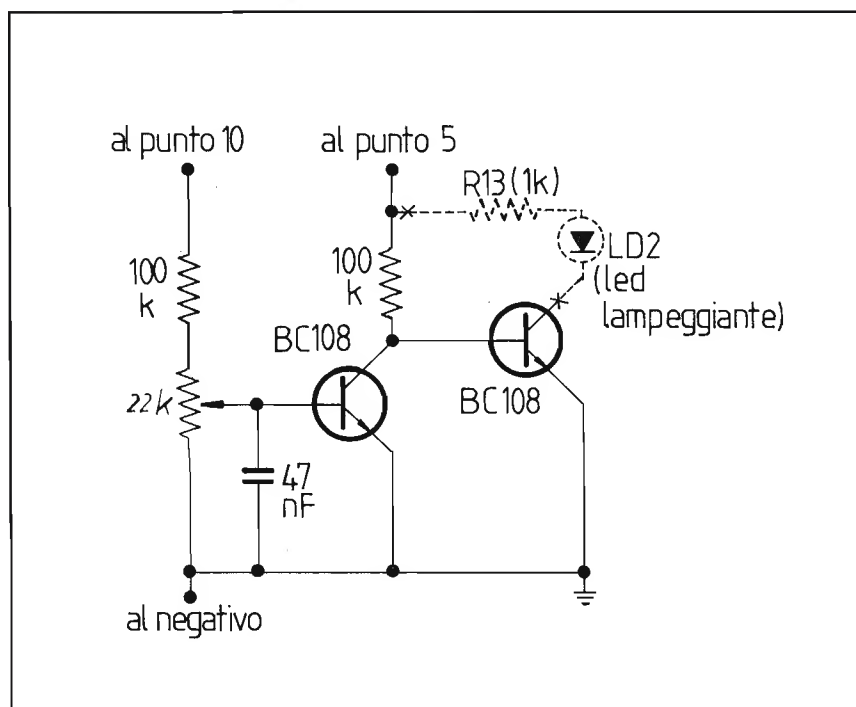 al punto 10
al punto 5
R13(1k)
100
k
100
k
LD2
(led
lampeggiante)
BC108
22k
BC108
47
nF
al negativo